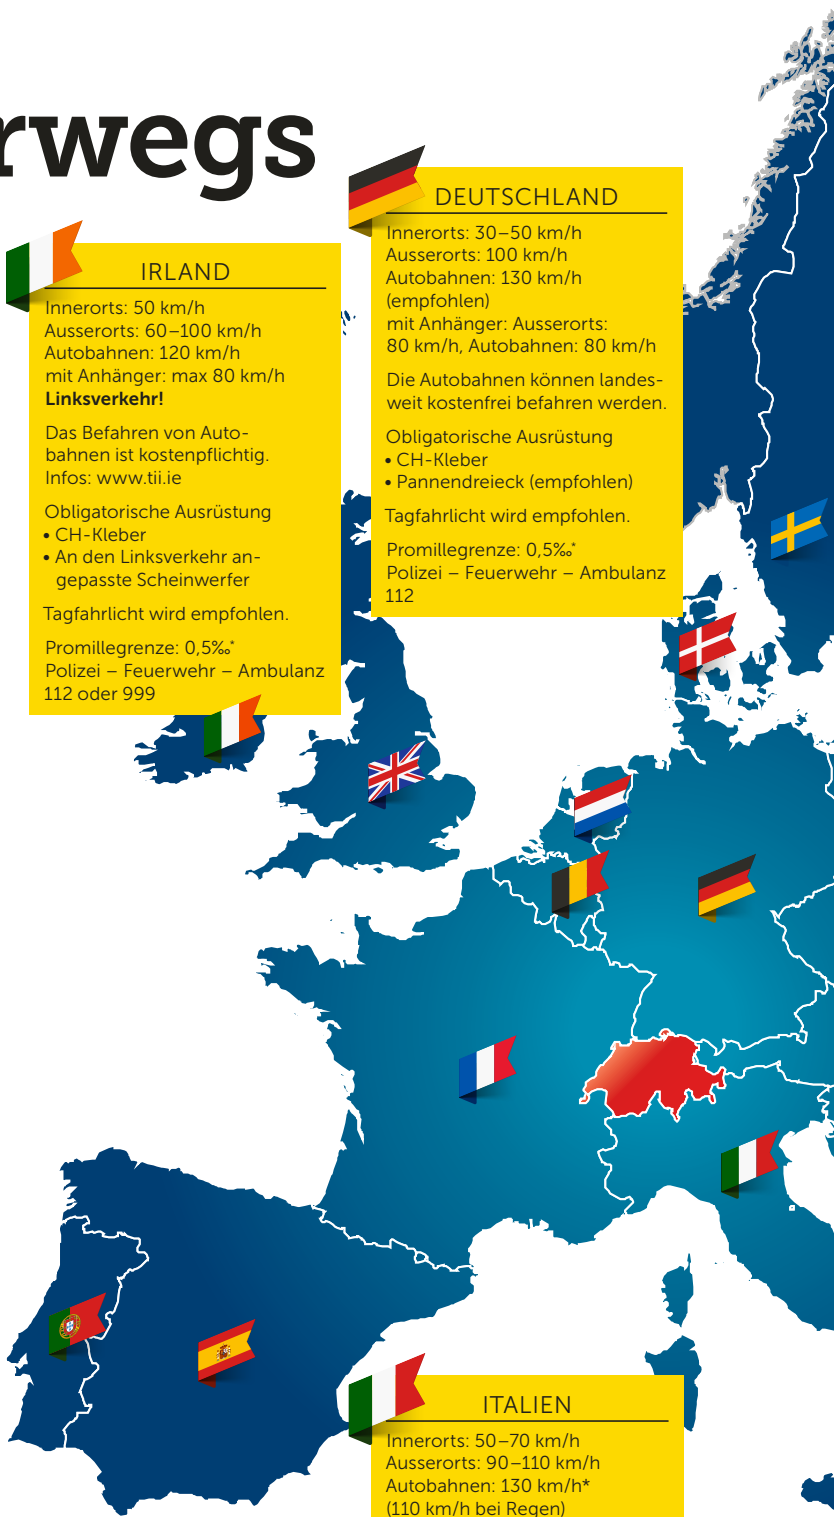 rwegs
IRLAND
Innerorts: 50 km/h
Ausserorts: 60–100 km/h
Autobahnen: 120 km/h
mit Anhänger: max 80 km/h
Linksverkehr!
Das Befahren von Auto-
bahnen ist kostenpflichtig.
Infos: www.tii.ie
Obligatorische Ausrüstung
• CH-Kleber
• An den Linksverkehr an-
gepasste Scheinwerfer
Tagfahrlicht wird empfohlen.
Promillegrenze: 0,5‰*
Polizei – Feuerwehr – Ambulanz
112 oder 999
DEUTSCHLAND
Innerorts: 30–50 km/h
Ausserorts: 100 km/h
Autobahnen: 130 km/h
(empfohlen)
mit Anhänger: Ausserorts:
80 km/h, Autobahnen: 80 km/h
Die Autobahnen können landes-
weit kostenfrei befahren werden.
Obligatorische Ausrüstung
• CH-Kleber
• Pannendreieck (empfohlen)
Tagfahrlicht wird empfohlen.
Promillegrenze: 0,5‰*
Polizei – Feuerwehr – Ambulanz
112
ITALIEN
Innerorts: 50–70 km/h
Ausserorts: 90–110 km/h
Autobahnen: 130 km/h*
(110 km/h bei Regen)